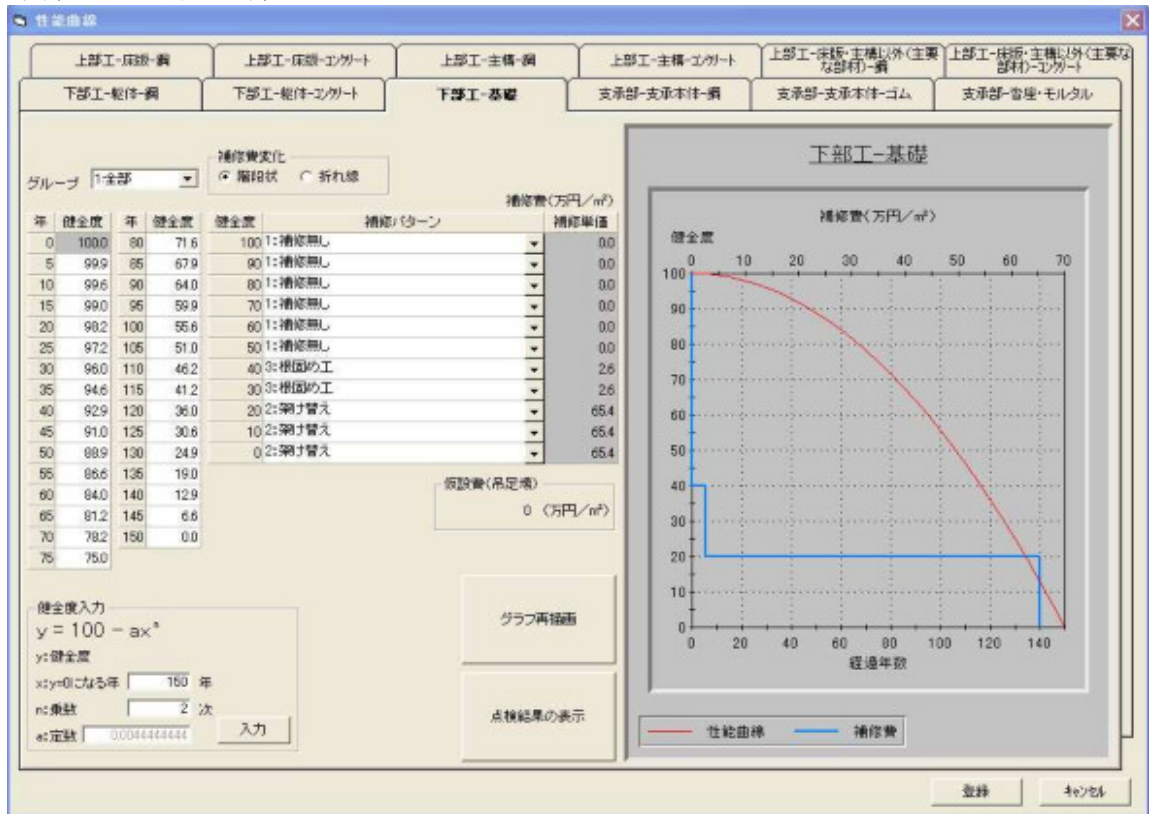 性能曲線
上部工-床版-鋼 上部工-床版-コンクリート 上部工-主構-鋼 上部工-主構-コンクリート 上部工-床版・主構以外(主要な部材)-鋼 上部工-床版・主構以外(主要な部材)-コンクリート
下部工-躯体-鋼 下部工-躯体-コンクリート 下部工-基礎 支承部-支承本体-鋼 支承部-支承本体-ゴム 支承部-沓座・モルタル
グループ 1:全部
補修費変化
階段状 折れ線
補修費(万円/㎡)
年 健全度 年 健全度 健全度 補修パターン 補修単価
0 100.0 80 71.6 100 1:補修無し 0.0
5 99.9 85 67.9 90 1:補修無し 0.0
10 99.6 90 64.0 80 1:補修無し 0.0
15 99.0 95 59.9 70 1:補修無し 0.0
20 98.2 100 55.6 60 1:補修無し 0.0
25 97.2 105 51.0 50 1:補修無し 0.0
30 96.0 110 46.2 40 3:根固め工 2.6
35 94.6 115 41.2 30 3:根固め工 2.6
40 92.9 120 36.0 20 2:架け替え 65.4
45 91.0 125 30.6 10 2:架け替え 65.4
50 88.9 130 24.9 0 2:架け替え 65.4
55 86.6 135 19.0
60 84.0 140 12.9
65 81.2 145 6.6
70 78.2 150 0.0
75 75.0
仮設費(吊足場)
0 (万円/㎡)
健全度入力
y = 100 - axⁿ
y:健全度
x:y=0になる年 150 年
n:乗数 2 次
a:定数 0.0044444444
入力
グラフ再描画
点検結果の表示
下部工-基礎
補修費(万円/㎡)
健全度
0 10 20 30 40 50 60 70
100
90
80
70
60
50
40
30
20
10
0
0 20 40 60 80 100 120 140
経過年数
性能曲線 補修費
登録 キャンセル